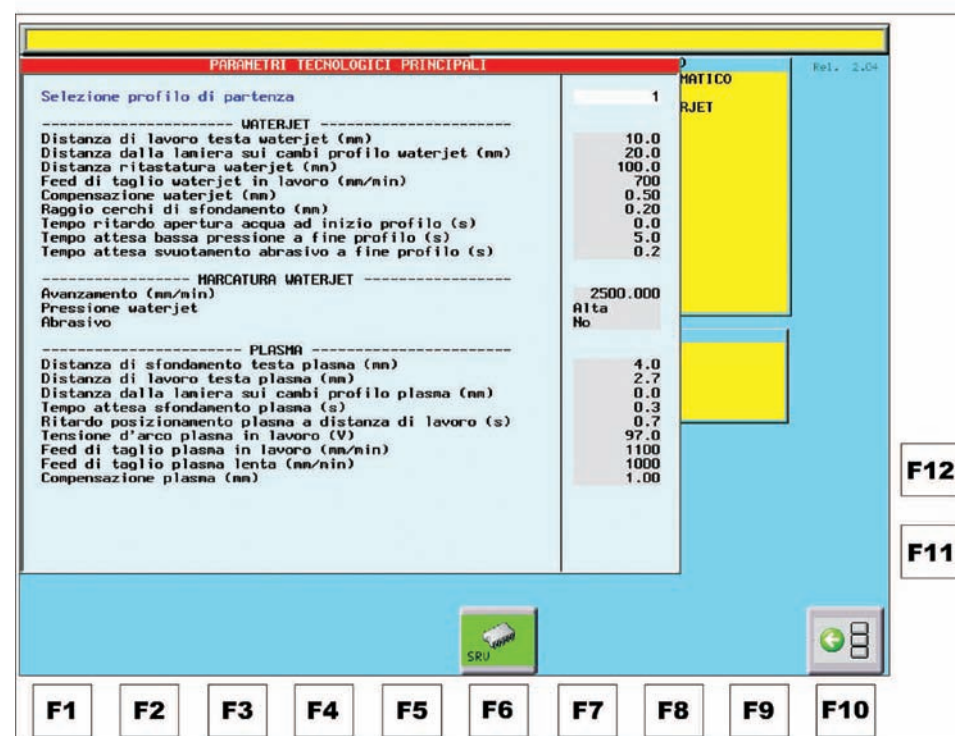 PARAMETRI TECNOLOGICI PRINCIPALI
O
MATICO
RJET
Rel. 2.04
Selezione profilo di partenza 1
---------------------- WATERJET ----------------------
Distanza di lavoro testa waterjet (mm) 10.0
Distanza dalla lamiera sui cambi profilo waterjet (mm) 20.0
Distanza ritastatura waterjet (mm) 100.0
Feed di taglio waterjet in lavoro (mm/min) 700
Compensazione waterjet (mm) 0.50
Raggio cerchi di sfondamento (mm) 0.20
Tempo ritardo apertura acqua ad inizio profilo (s) 0.0
Tempo attesa bassa pressione a fine profilo (s) 5.0
Tempo attesa svuotamento abrasivo a fine profilo (s) 0.2
----------------- MARCATURA WATERJET -----------------
Avanzamento (mm/min) 2500.000
Pressione waterjet Alta
Abrasivo No
----------------------- PLASMA -----------------------
Distanza di sfondamento testa plasma (mm) 4.0
Distanza di lavoro testa plasma (mm) 2.7
Distanza dalla lamiera sui cambi profilo plasma (mm) 0.0
Tempo attesa sfondamento plasma (s) 0.3
Ritardo posizionamento plasma a distanza di lavoro (s) 0.7
Tensione d'arco plasma in lavoro (V) 97.0
Feed di taglio plasma in lavoro (mm/min) 1100
Feed di taglio plasma lenta (mm/min) 1000
Compensazione plasma (mm) 1.00
F12
F11
SRU
F1 F2 F3 F4 F5 F6 F7 F8 F9 F10